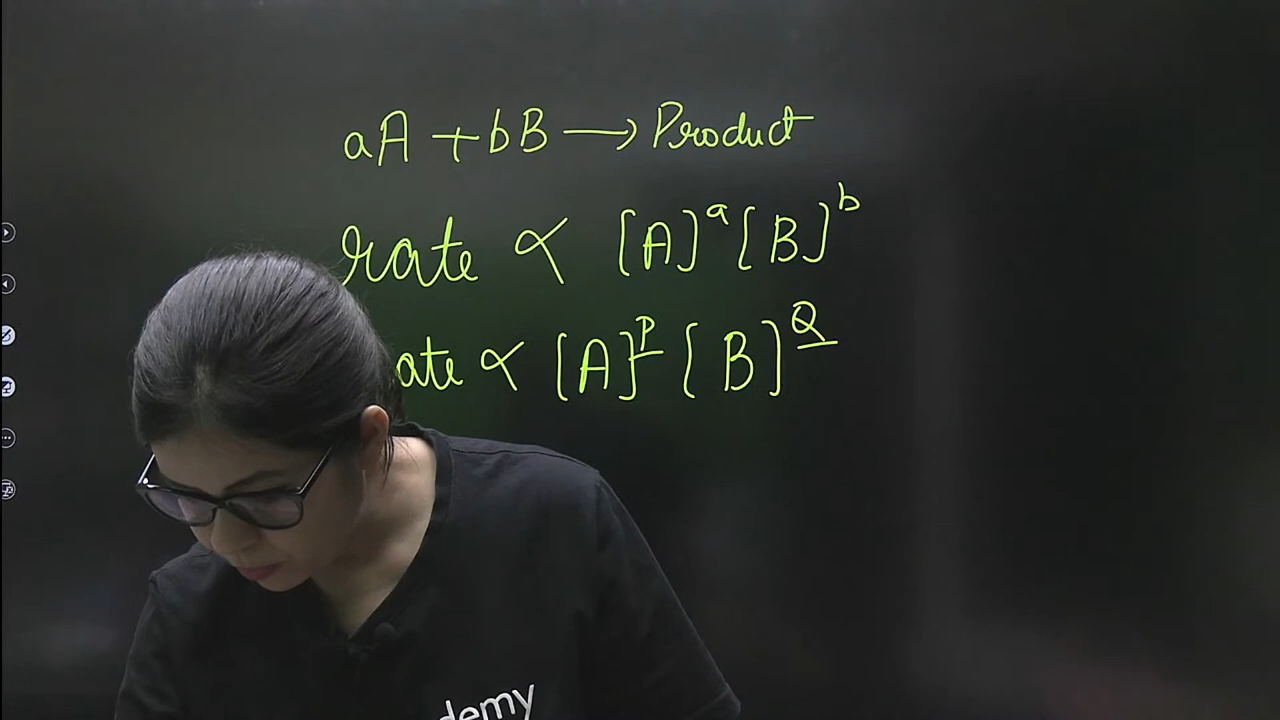 aA + bB → Product
rate ∝ [A]^a [B]^b
ate ∝ [A]^P [B]^Q
demy